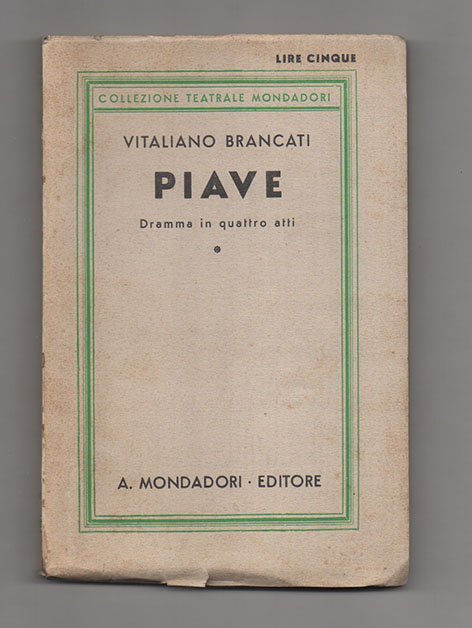 LIRE CINQUE
COLLEZIONE TEATRALE MONDADORI
VITALIANO BRANCATI
PIAVE
Dramma in quattro atti
A. MONDADORI · EDITORE